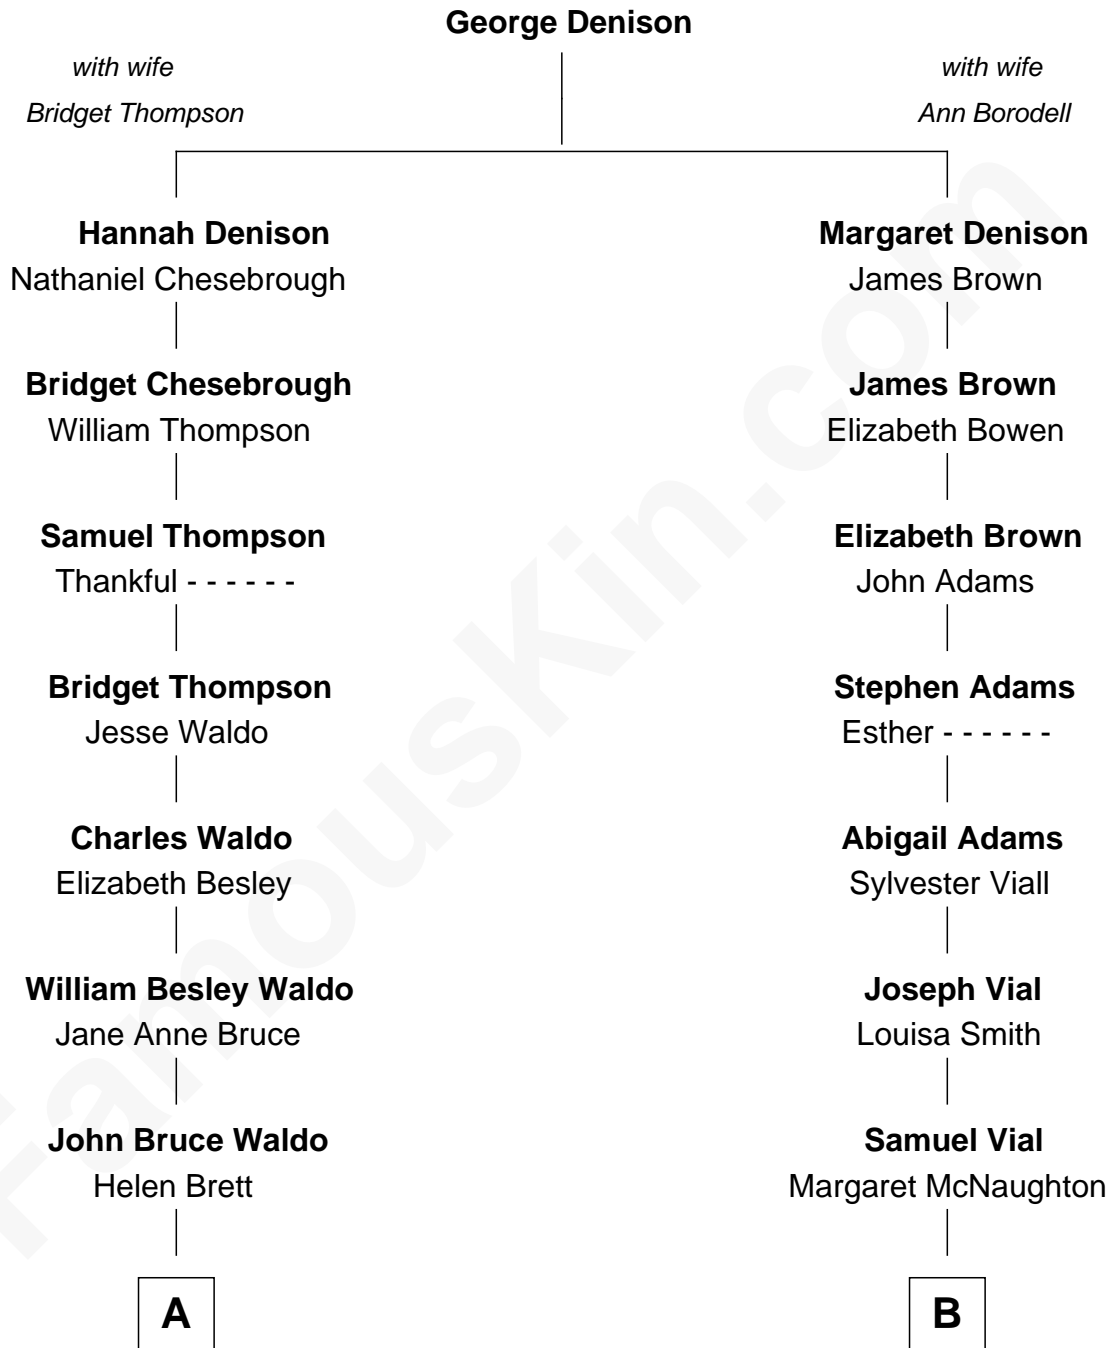 George Denison
with wife
Bridget Thompson
with wife
Ann Borodell
Hannah Denison
Nathaniel Chesebrough
Margaret Denison
James Brown
Bridget Chesebrough
William Thompson
James Brown
Elizabeth Bowen
Samuel Thompson
Thankful - - - - - -
Elizabeth Brown
John Adams
Bridget Thompson
Jesse Waldo
Stephen Adams
Esther - - - - - -
Charles Waldo
Elizabeth Besley
Abigail Adams
Sylvester Viall
William Besley Waldo
Jane Anne Bruce
Joseph Vial
Louisa Smith
John Bruce Waldo
Helen Brett
Samuel Vial
Margaret McNaughton
A
B
FamousKin.com